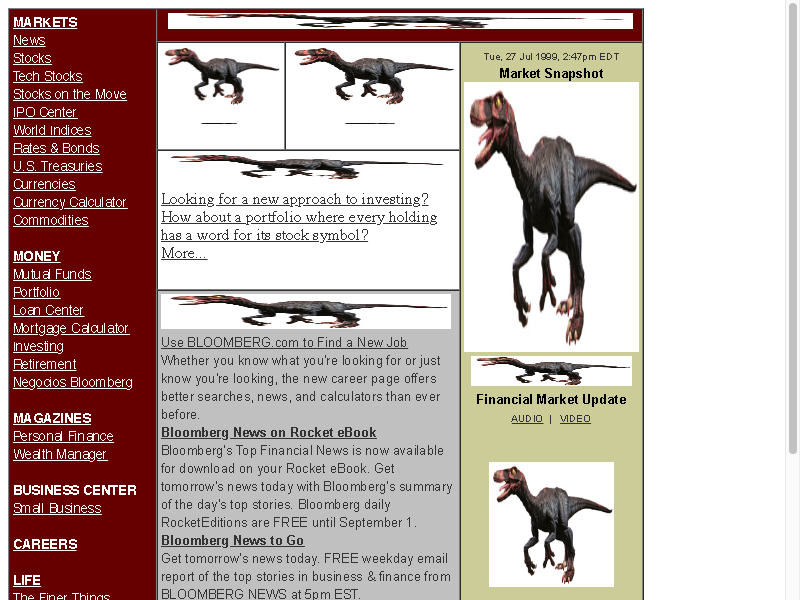 MARKETS
News
Stocks
Tech Stocks
Stocks on the Move
IPO Center
World Indices
Rates & Bonds
U.S. Treasuries
Currencies
Currency Calculator
Commodities
MONEY
Mutual Funds
Portfolio
Loan Center
Mortgage Calculator
Investing
Retirement
Negocios Bloomberg
MAGAZINES
Personal Finance
Wealth Manager
BUSINESS CENTER
Small Business
CAREERS
LIFE
The Finer Things
Looking for a new approach to investing?
How about a portfolio where every holding
has a word for its stock symbol?
More...
Use BLOOMBERG.com to Find a New Job
Whether you know what you're looking for or just
know you're looking, the new career page offers
better searches, news, and calculators than ever
before.
Bloomberg News on Rocket eBook
Bloomberg's Top Financial News is now available
for download on your Rocket eBook. Get
tomorrow's news today with Bloomberg's summary
of the day's top stories. Bloomberg daily
RocketEditions are FREE until September 1.
Bloomberg News to Go
Get tomorrow's news today. FREE weekday email
report of the top stories in business & finance from
BLOOMBERG NEWS at 5pm EST.
Tue, 27 Jul 1999, 2:47pm EDT
Market Snapshot
Financial Market Update
AUDIO | VIDEO